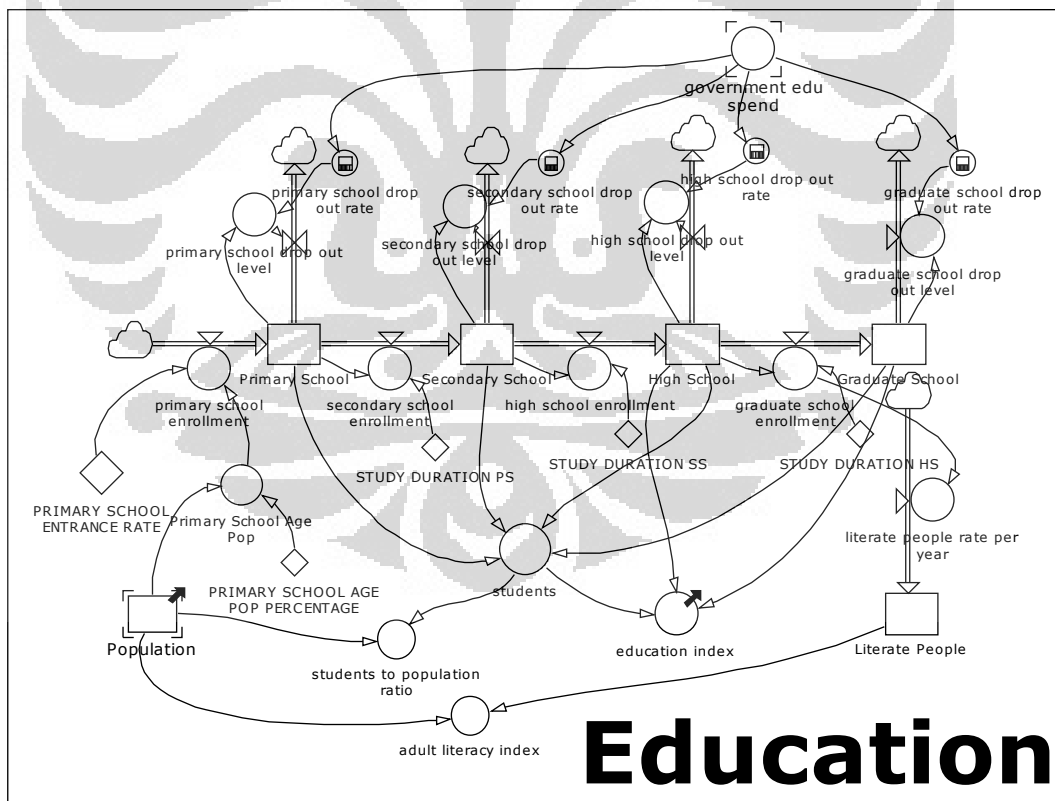 government edu
spend
primary school drop
out rate
secondary school drop
out rate
high school drop out
rate
graduate school drop
out rate
primary school drop out
level
secondary school drop
out level
high school drop out
level
graduate school drop
out level
Primary School
Secondary School
High School
Graduate School
primary school
enrollment
secondary school
enrollment
high school enrollment
graduate school
enrollment
STUDY DURATION PS
STUDY DURATION SS
STUDY DURATION HS
PRIMARY SCHOOL
ENTRANCE RATE
Primary School Age
Pop
literate people rate per
year
PRIMARY SCHOOL AGE
POP PERCENTAGE
students
Population
education index
Literate People
students to population
ratio
adult literacy index
Education